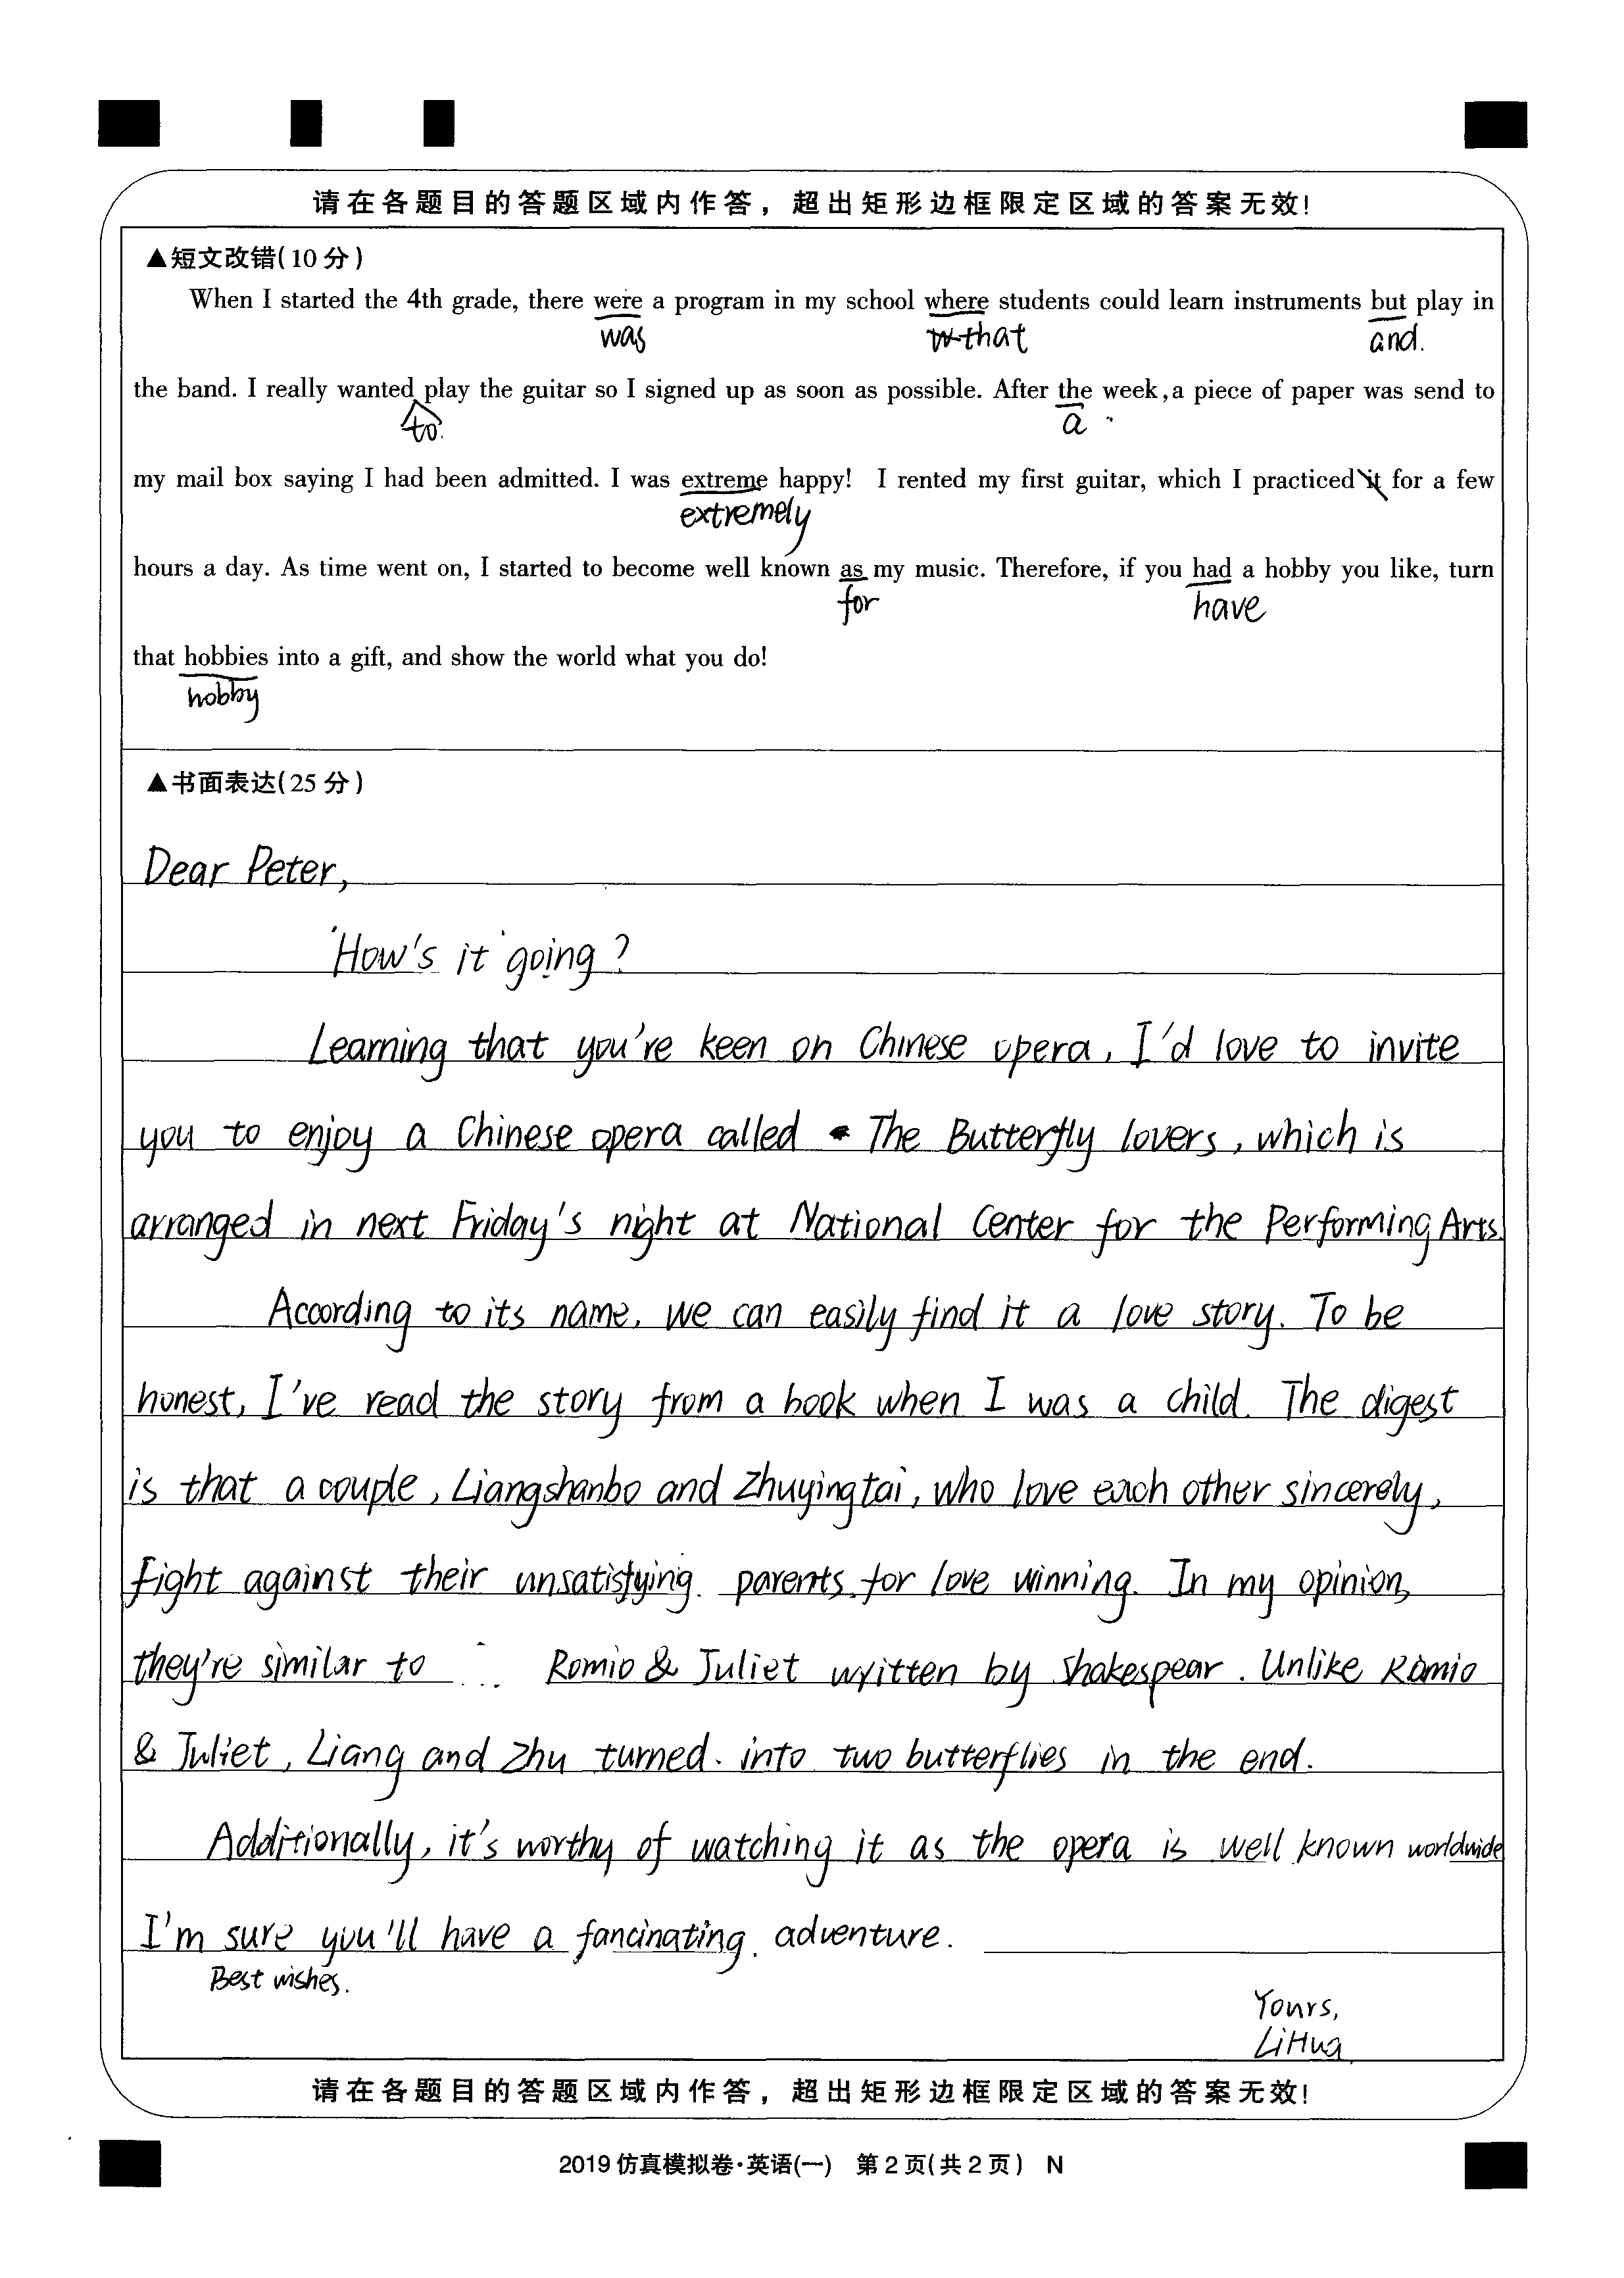 请在各题目的答题区域内作答，超出矩形边框限定区域的答案无效!
▲短文改错(10分)
When I started the 4th grade, there were a program in my school where students could learn instruments but play in
was that and.
the band. I really wanted play the guitar so I signed up as soon as possible. After the week, a piece of paper was send to
to. a
my mail box saying I had been admitted. I was extreme happy! I rented my first guitar, which I practiced it for a few
extremely
hours a day. As time went on, I started to become well known as my music. Therefore, if you had a hobby you like, turn
for have
that hobbies into a gift, and show the world what you do!
hobby
▲书面表达(25分)
Dear Peter,
How's it going?
Learning that you're keen on Chinese opera, I'd love to invite
you to enjoy a Chinese opera called The Butterfly lovers, which is
arranged in next Friday's night at National Center for the Performing Arts.
According to its name, we can easily find it a love story. To be
honest, I've read the story from a book when I was a child. The digest
is that a couple, Liangshanbo and Zhuyingtai, who love each other sincerely,
fight against their unsatisfying parents for love winning. In my opinion,
they're similar to Romio & Juliet written by Shakespear. Unlike Romio
& Juliet, Liang and Zhu turned into two butterflies in the end.
Additionally, it's worthy of watching it as the opera is well known worldwide
I'm sure you'll have a fancinating adventure.
Best wishes.
Yours,
LiHua
请在各题目的答题区域内作答，超出矩形边框限定区域的答案无效!
2019仿真模拟卷·英语(一) 第2页(共2页) N